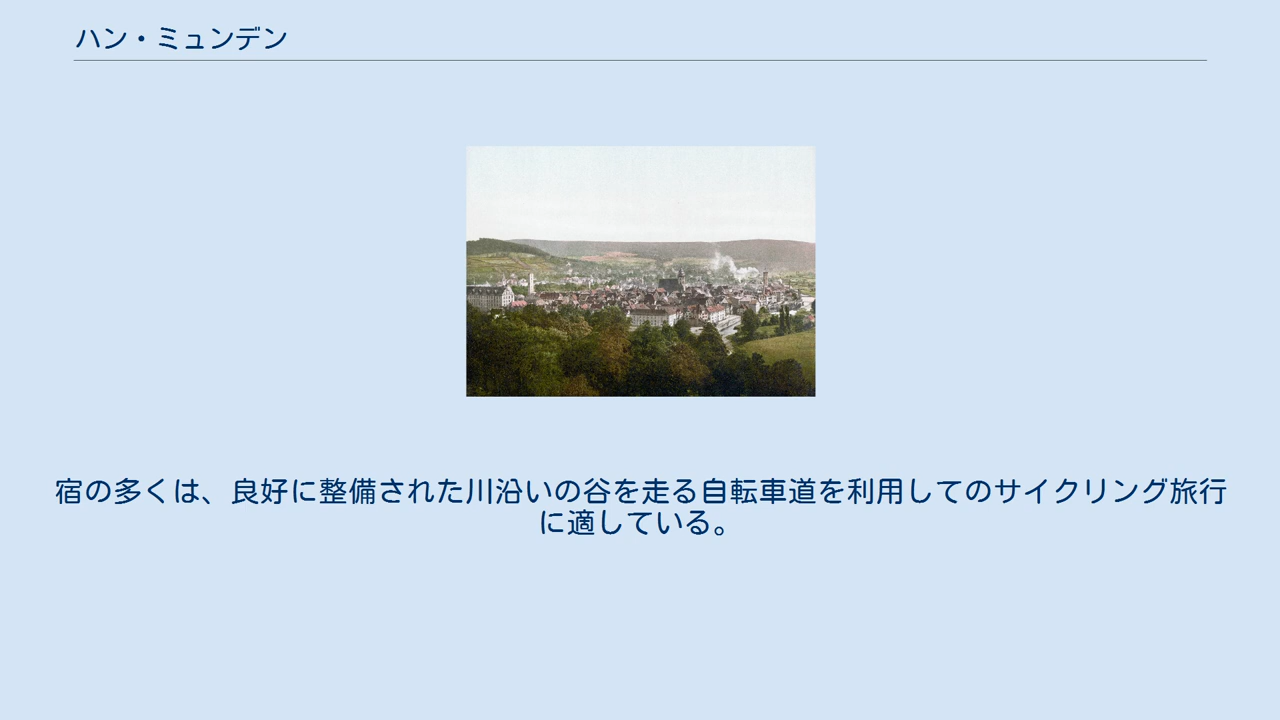 ハン・ミュンデン
宿の多くは、良好に整備された川沿いの谷を走る自転車道を利用してのサイクリング旅行
に適している。